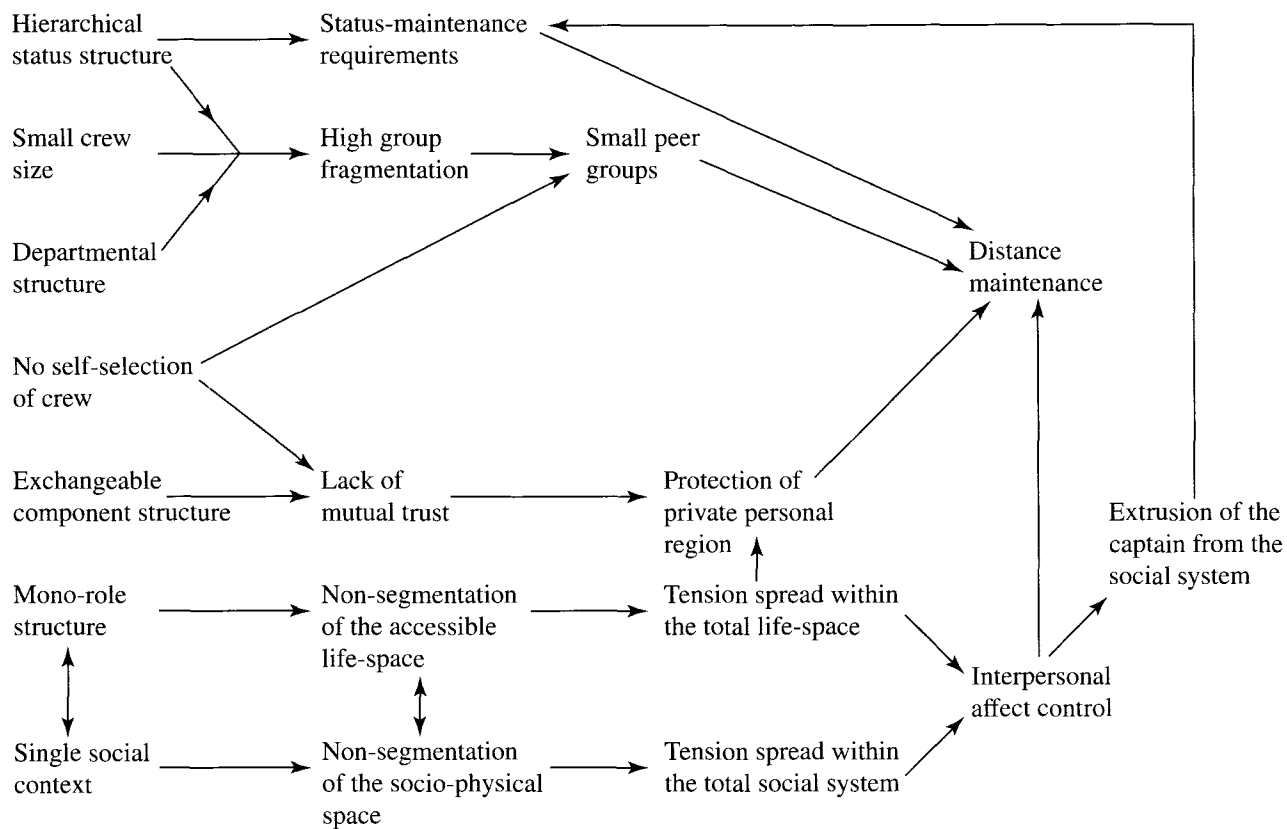 Hierarchical
status structure
Status-maintenance
requirements
Small crew
size
High group
fragmentation
Small peer
groups
Departmental
structure
Distance
maintenance
No self-selection
of crew
Exchangeable
component structure
Lack of
mutual trust
Protection of
private personal
region
Extrusion of the
captain from the
social system
Mono-role
structure
Non-segmentation
of the accessible
life-space
Tension spread within
the total life-space
Interpersonal
affect control
Single social
context
Non-segmentation
of the socio-physical
space
Tension spread within
the total social system